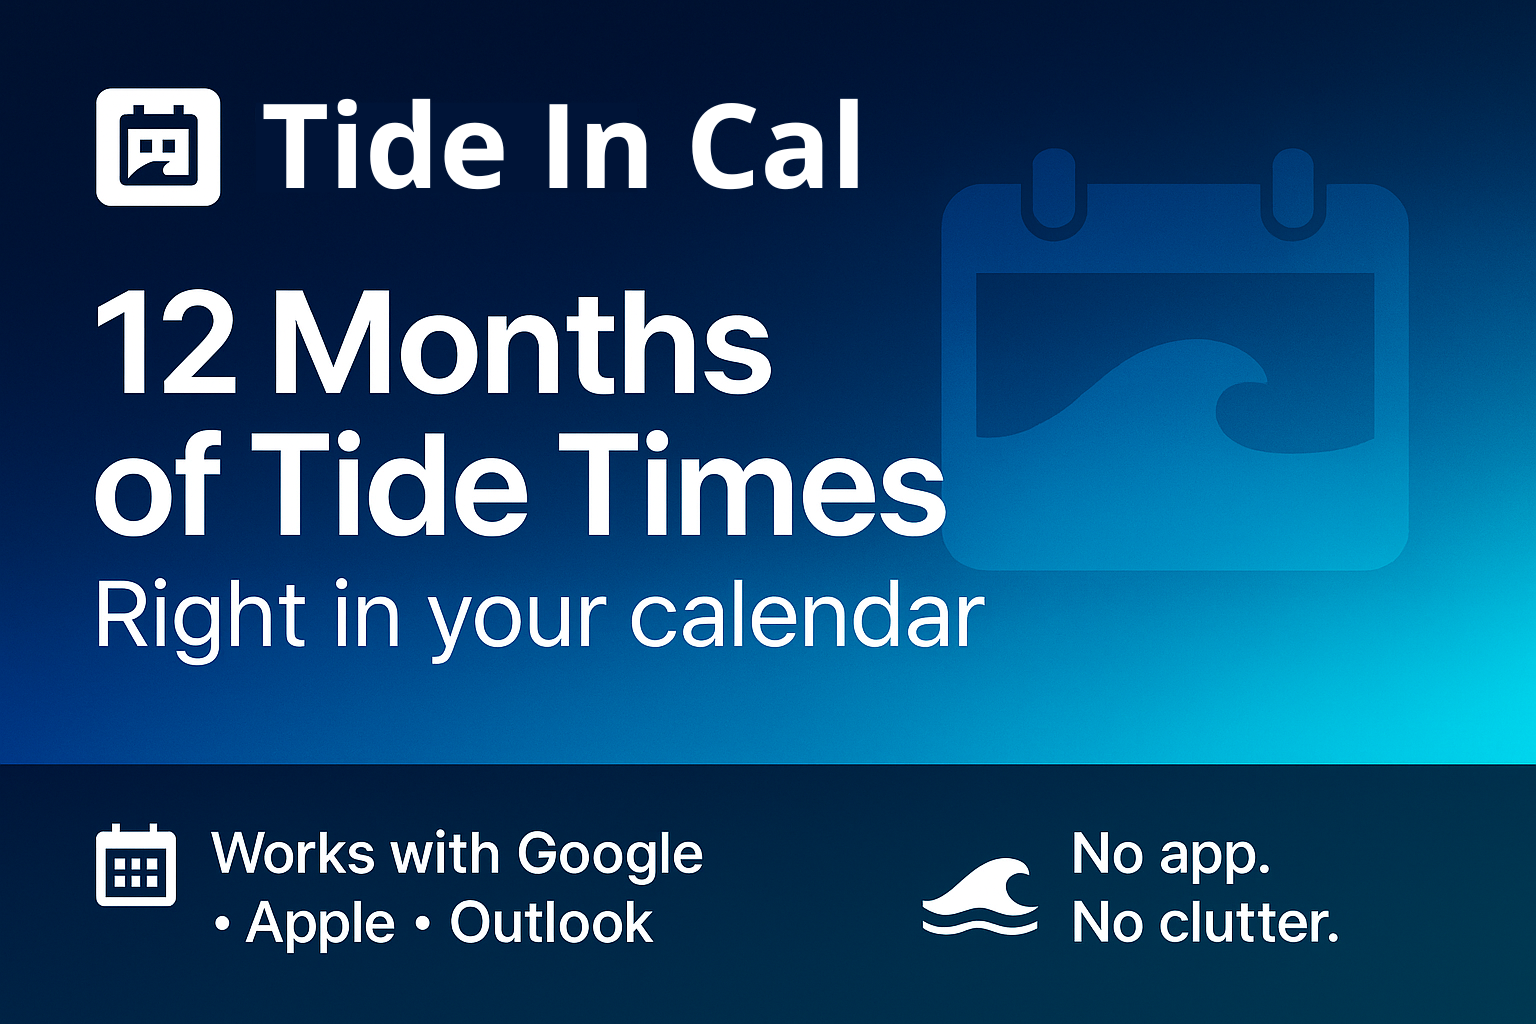 Tide In Cal
12 Months
of Tide Times
Right in your calendar
Works with Google
• Apple • Outlook
No app.
No clutter.